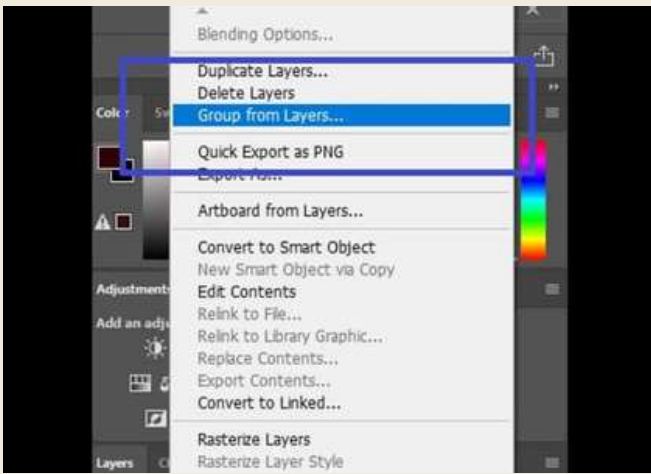 Blending Options...
Duplicate Layers...
Delete Layers
Color
Group from Layers...
Quick Export as PNG
Export As...
Artboard from Layers...
Convert to Smart Object
New Smart Object via Copy
Adjustments
Edit Contents
Relink to File...
Add an adj
Relink to Library Graphic...
Replace Contents...
Export Contents...
Convert to Linked...
Rasterize Layers
Layers
Rasterize Layer Style